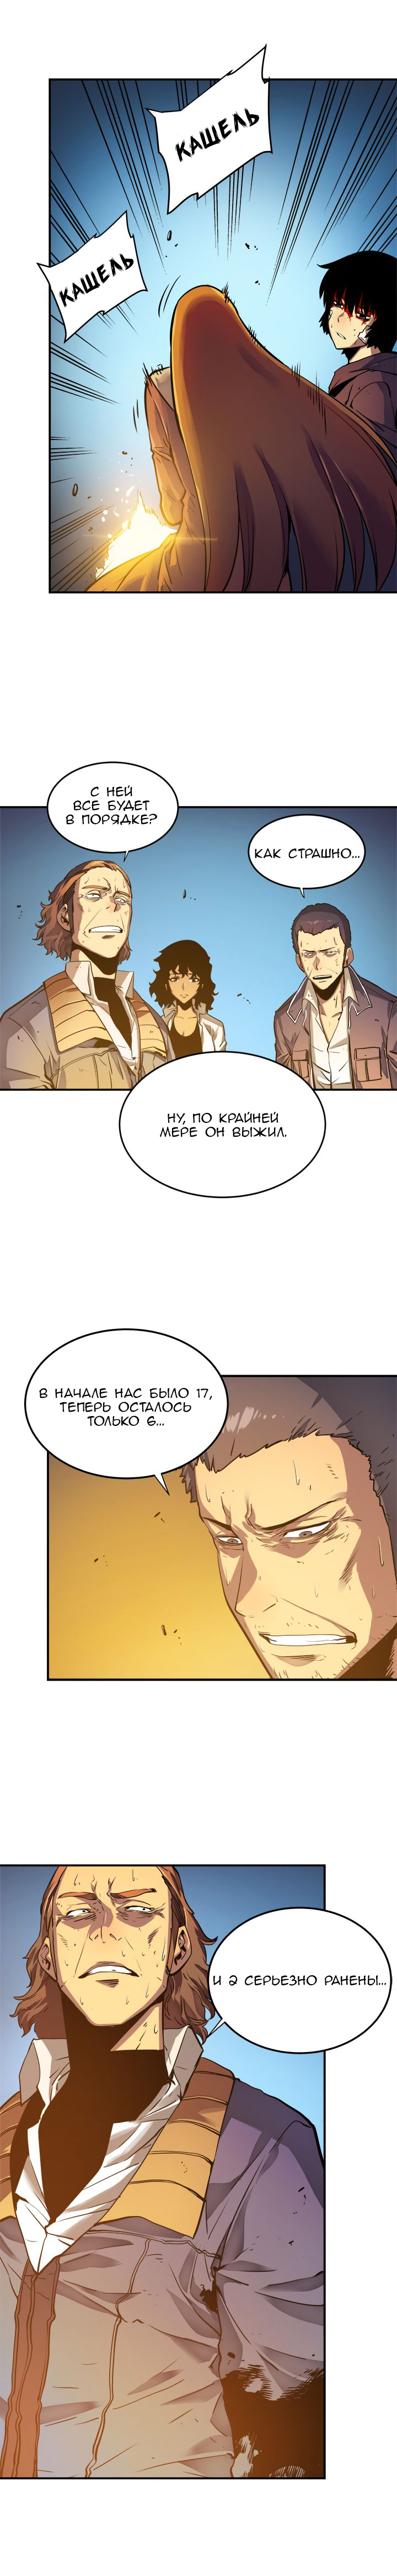 КАШЕЛЬ
КАШЕЛЬ
С НЕЙ
ВСЕ БУДЕТ
В ПОРЯДКЕ?
КАК СТРАШНО...
НУ, ПО КРАЙНЕЙ
МЕРЕ ОН ВЫЖИЛ.
В НАЧАЛЕ НАС БЫЛО 17,
ТЕПЕРЬ ОСТАЛОСЬ
ТОЛЬКО 6...
И 2 СЕРЬЕЗНО РАНЕНЫ...